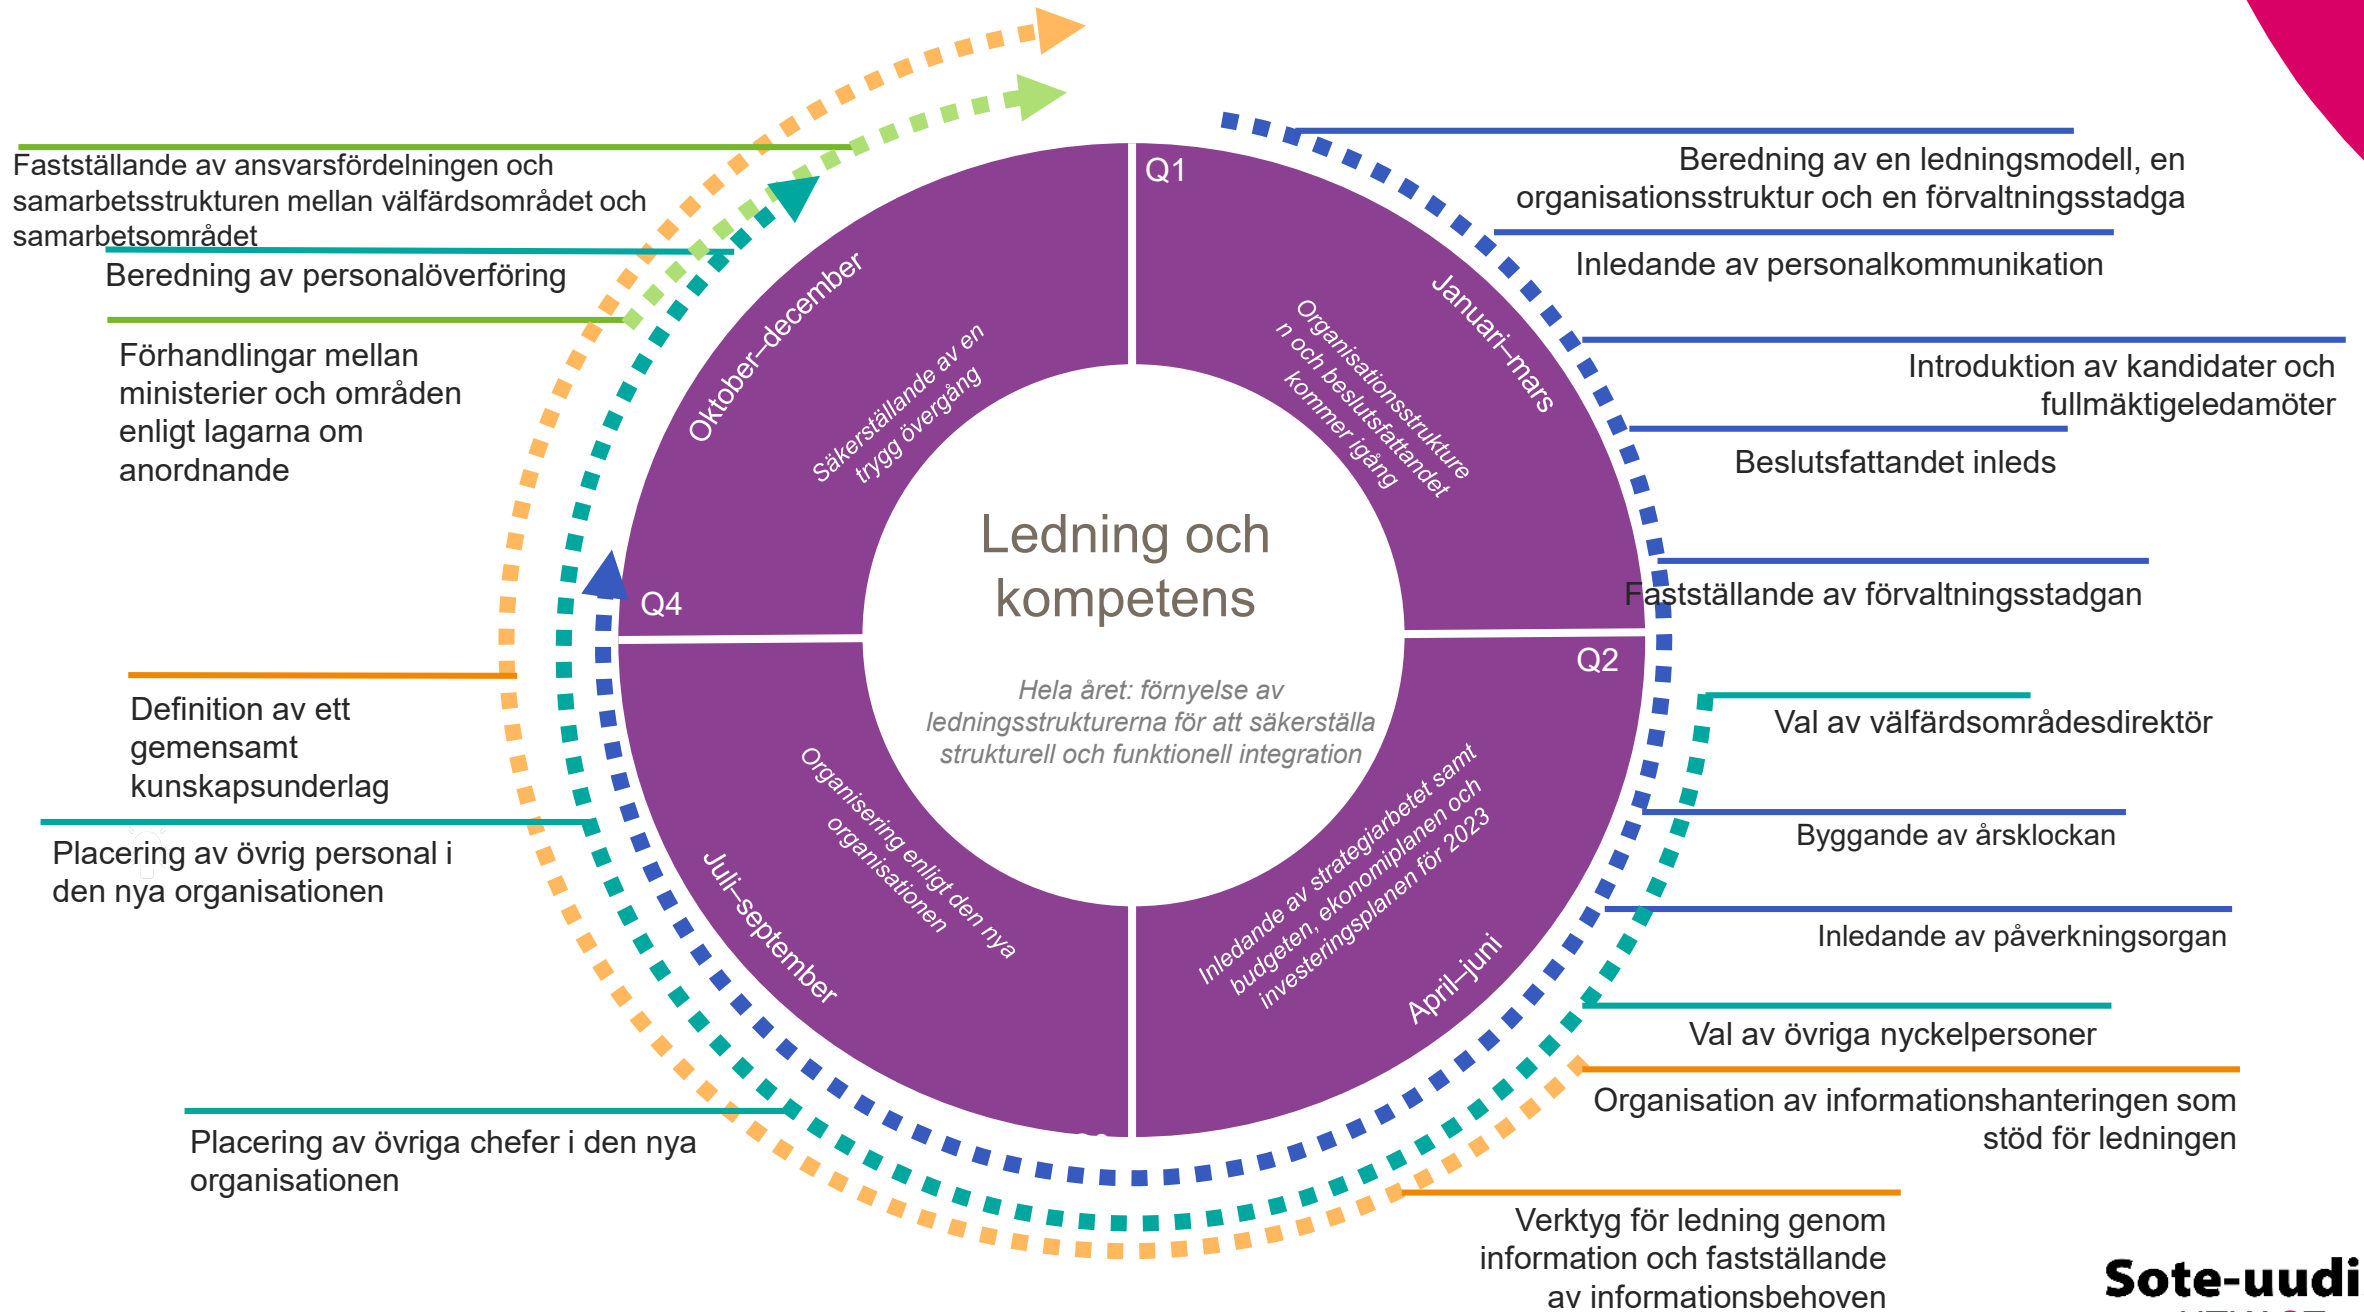 Fastställande av ansvarsfördelningen och
samarbetsstrukturen mellan välfärdsområdet och
samarbetsområdet
Beredning av personalöverföring
Förhandlingar mellan
ministerier och områden
enligt lagarna om
anordnande
Definition av ett
gemensamt
kunskapsunderlag
Placering av övrig personal i
den nya organisationen
Placering av övriga chefer i den nya
organisationen
Q1
Januari–mars
Organisationsstrukture
n och beslutsfattandet
kommer igång
Oktober–december
Säkerställande av en
trygg övergång
Q4
Ledning och
kompetens
Hela året: förnyelse av
ledningsstrukturerna för att säkerställa
strukturell och funktionell integration
Q2
April–juni
Inledande av strategiarbetet samt
budgeten, ekonomiplanen och
investeringsplanen för 2023
Juli–september
Organisering enligt den nya
organisationen
Beredning av en ledningsmodell, en
organisationsstruktur och en förvaltningsstadga
Inledande av personalkommunikation
Introduktion av kandidater och
fullmäktigeledamöter
Beslutsfattandet inleds
Fastställande av förvaltningsstadgan
Val av välfärdsområdesdirektör
Byggande av årsklockan
Inledande av påverkningsorgan
Val av övriga nyckelpersoner
Organisation av informationshanteringen som
stöd för ledningen
Verktyg för ledning genom
information och fastställande
av informationsbehoven
Sote-uudi